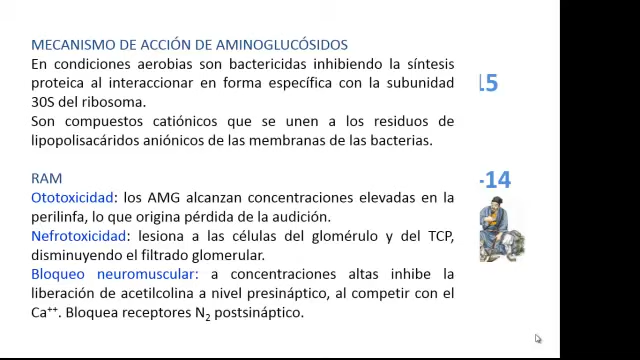 MECANISMO DE ACCIÓN DE AMINOGLUCÓSIDOS
En condiciones aerobias son bactericidas inhibiendo la síntesis
proteica al interaccionar en forma específica con la subunidad
30S del ribosoma.
Son compuestos catiónicos que se unen a los residuos de
lipopolisacáridos aniónicos de las membranas de las bacterias.
RAM
Ototoxicidad: los AMG alcanzan concentraciones elevadas en la
perilinfa, lo que origina pérdida de la audición.
Nefrotoxicidad: lesiona a las células del glomérulo y del TCP,
disminuyendo el filtrado glomerular.
Bloqueo neuromuscular: a concentraciones altas inhibe la
liberación de acetilcolina a nivel presináptico, al competir con el
Ca⁺⁺. Bloquea receptores N₂ postsináptico.
15
-14